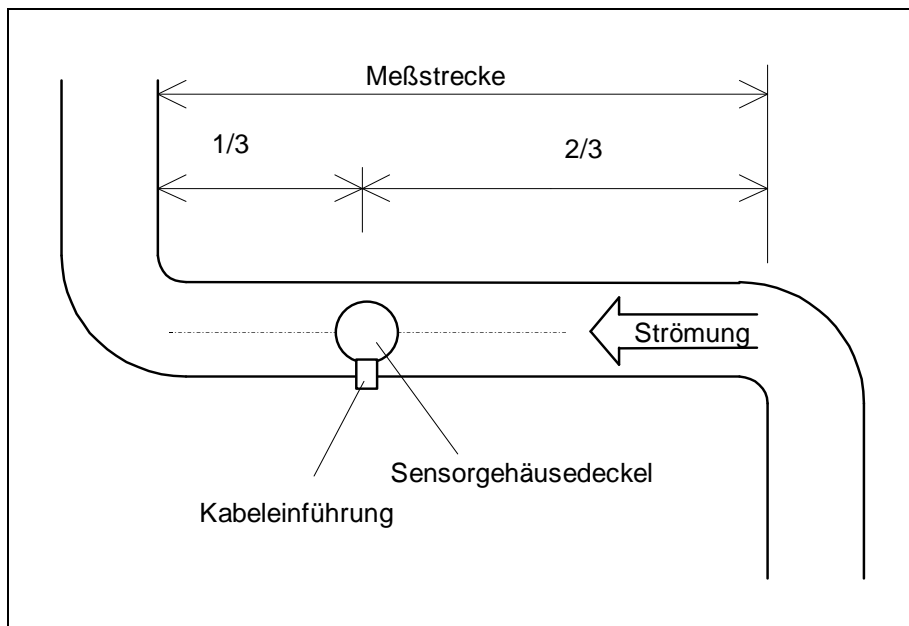 Meßstrecke
1/3
2/3
Strömung
Sensorgehäusedeckel
Kabeleinführung